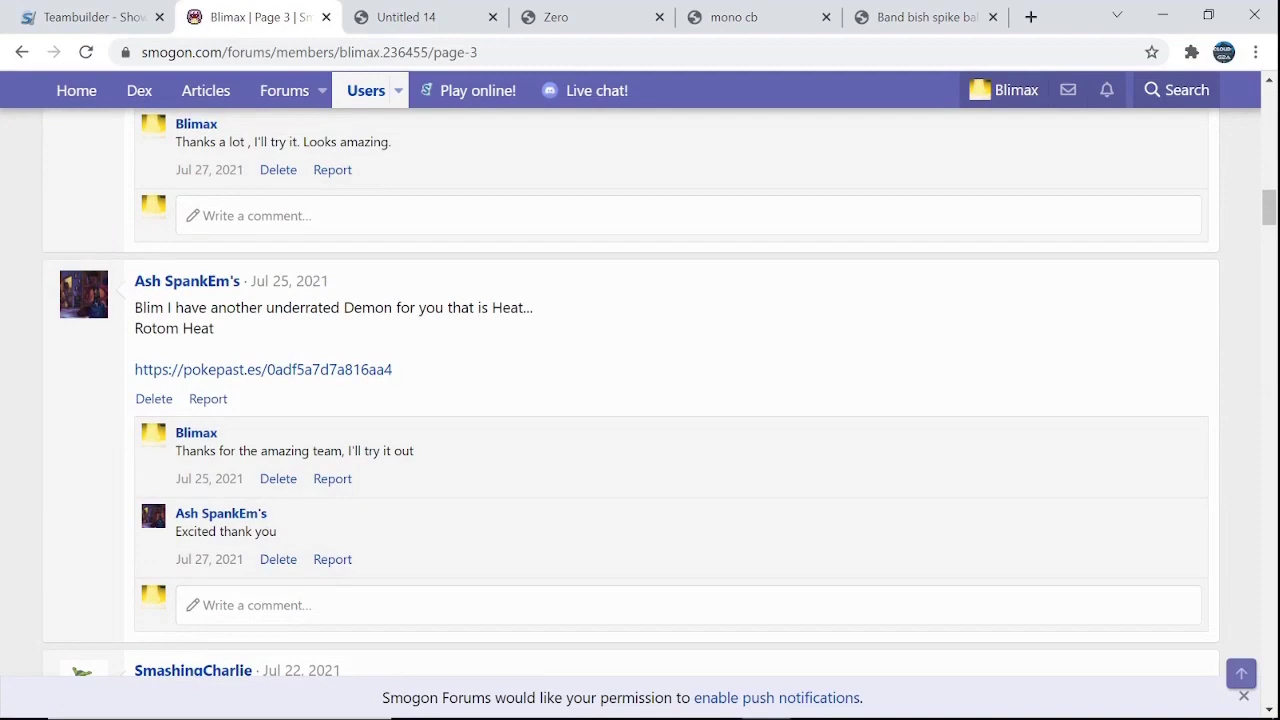 Teambuilder - Show
Blimax | Page 3 | Sm
Untitled 14
Zero
mono cb
Band bish spike bal
smogon.com/forums/members/blimax.236455/page-3
Home
Dex
Articles
Forums
Users
Play online!
Live chat!
Blimax
Search
Blimax
Thanks a lot , I'll try it. Looks amazing.
Jul 27, 2021 Delete Report
Write a comment...
Ash SpankEm's · Jul 25, 2021
Blim I have another underrated Demon for you that is Heat...
Rotom Heat
https://pokepast.es/0adf5a7d7a816aa4
Delete Report
Blimax
Thanks for the amazing team, I'll try it out
Jul 25, 2021 Delete Report
Ash SpankEm's
Excited thank you
Jul 27, 2021 Delete Report
Write a comment...
SmashingCharlie · Jul 22, 2021
Smogon Forums would like your permission to enable push notifications.